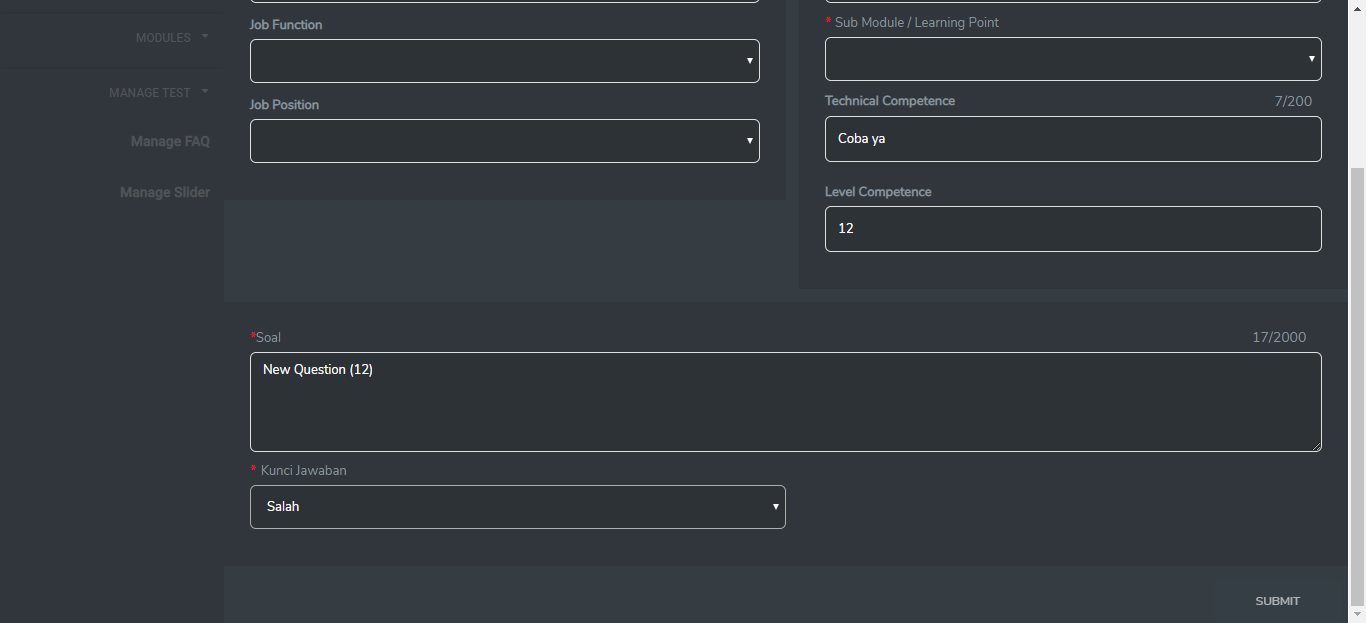 MODULES
MANAGE TEST
Manage FAQ
Manage Slider
Job Function
Job Position
* Sub Module / Learning Point
Technical Competence 7/200
Coba ya
Level Competence
12
*Soal 17/2000
New Question (12)
* Kunci Jawaban
Salah
SUBMIT